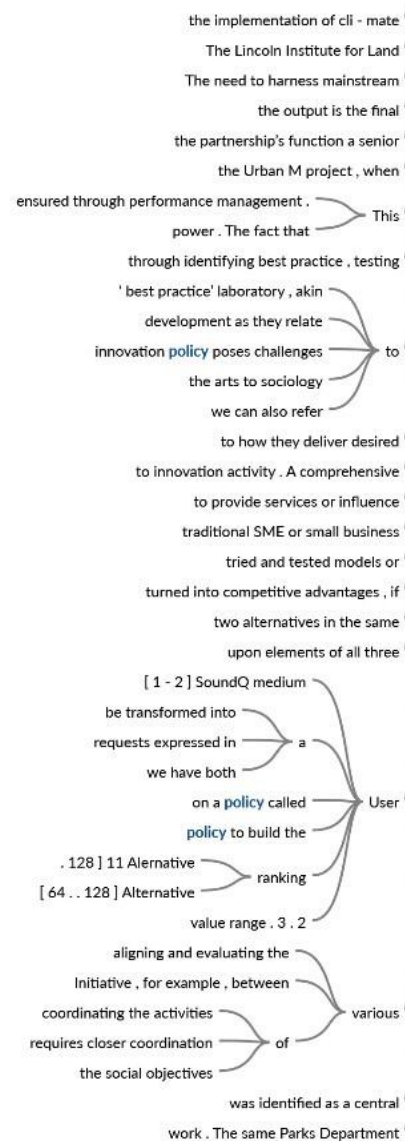 the implementation of cli - mate
The Lincoln Institute for Land
The need to harness mainstream
the output is the final
the partnership's function a senior
the Urban M project , when
ensured through performance management .
This
power . The fact that
through identifying best practice , testing
' best practice' laboratory , akin
development as they relate
innovation policy poses challenges
to
the arts to sociology
we can also refer
to how they deliver desired
to innovation activity . A comprehensive
to provide services or influence
traditional SME or small business
tried and tested models or
turned into competitive advantages , if
two alternatives in the same
upon elements of all three
[ 1 - 2 ] SoundQ medium
be transformed into
requests expressed in
a
we have both
on a policy called
User
policy to build the
. 128 ] 11 Alernative
ranking
[ 64 . . 128 ] Alternative
value range . 3 . 2
aligning and evaluating the
Initiative , for example , between
coordinating the activities
various
requires closer coordination
of
the social objectives
was identified as a central
work . The same Parks Department